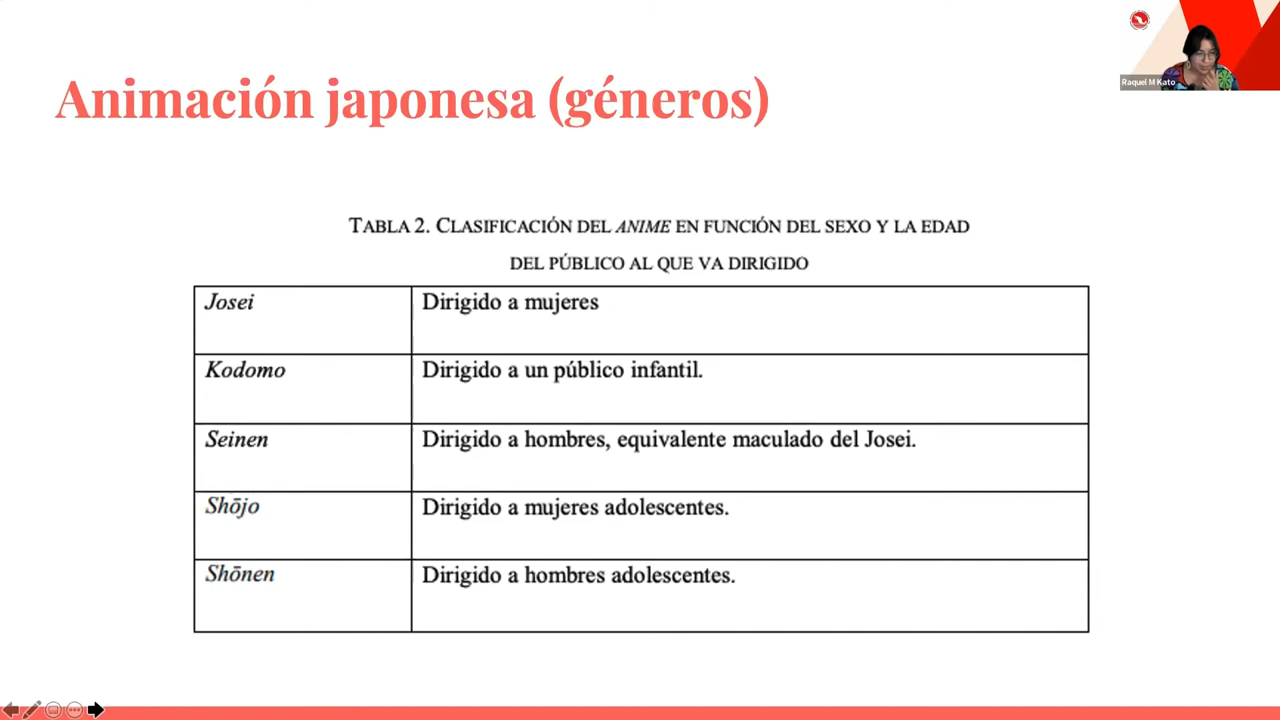 Raquel M Kato
Animación japonesa (géneros)
TABLA 2. CLASIFICACIÓN DEL ANIME EN FUNCIÓN DEL SEXO Y LA EDAD
DEL PÚBLICO AL QUE VA DIRIGIDO
Josei Dirigido a mujeres
Kodomo Dirigido a un público infantil.
Seinen Dirigido a hombres, equivalente maculado del Josei.
Shōjo Dirigido a mujeres adolescentes.
Shōnen Dirigido a hombres adolescentes.